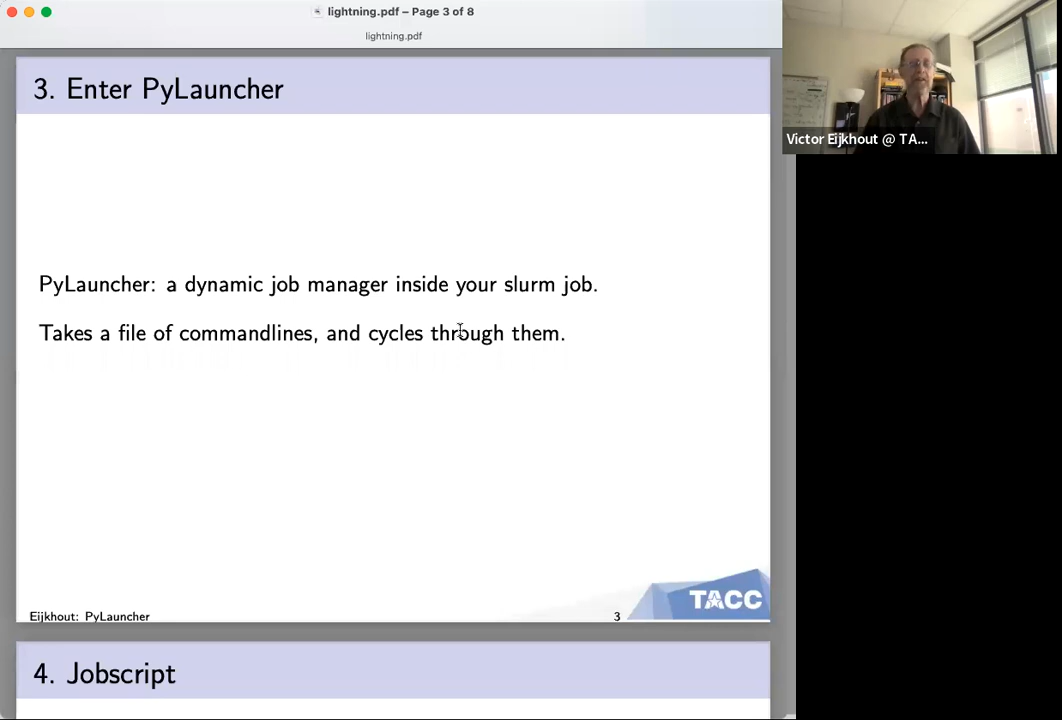 lightning.pdf – Page 3 of 8
lightning.pdf
3. Enter PyLauncher
Victor Eijkhout @ TA...
PyLauncher: a dynamic job manager inside your slurm job.
Takes a file of commandlines, and cycles through them.
TACC
Eijkhout: PyLauncher
3
4. Jobscript